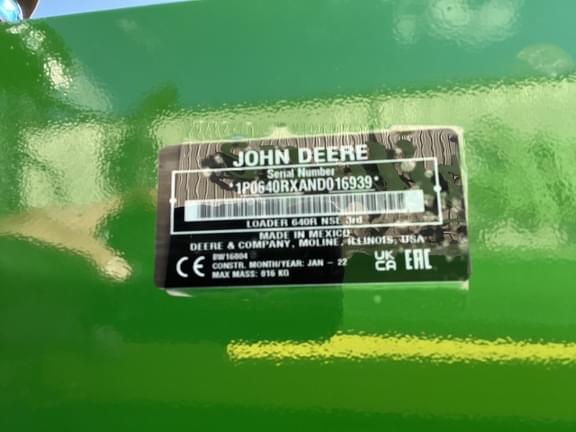 JOHN DEERE
Serial Number
*1P0640RXAND016939*
LOADER 640R NSL 3rd
MADE IN MEXICO
DEERE & COMPANY, MOLINE, ILLINOIS, USA
BW16804
CONSTR. MONTH/YEAR: JAN - 22
MAX MASS: 816 KG
CE
UK
CA
EAC